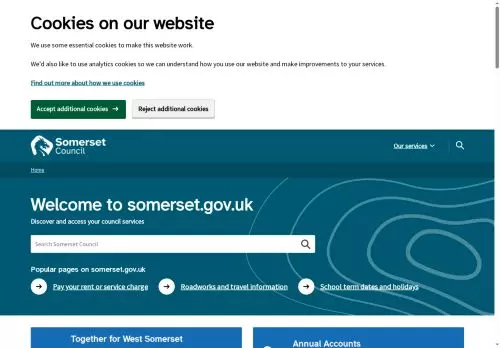 Cookies on our website
We use some essential cookies to make this website work.
We'd also like to use analytics cookies so we can understand how you use our website and make improvements to your services.
Find out more about how we use cookies
Accept additional cookies
Reject additional cookies
Somerset
Council
Our services
Home
Welcome to somerset.gov.uk
Discover and access your council services
Search Somerset Council
Popular pages on somerset.gov.uk
Pay your rent or service charge
Roadworks and travel information
School term dates and holidays
Together for West Somerset
Annual Accounts